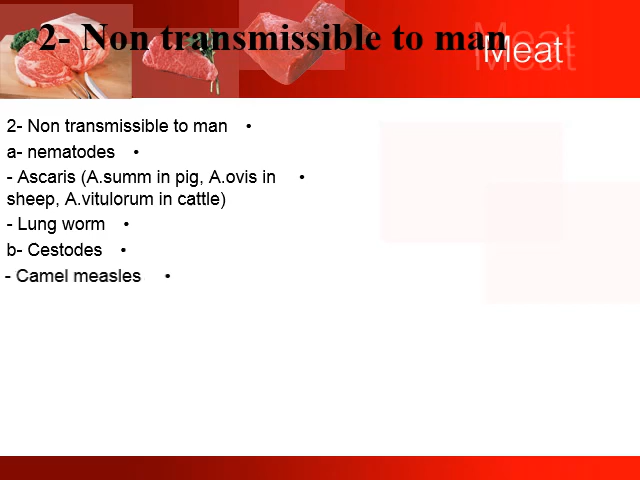 2- Non transmissible to man
Meat
2- Non transmissible to man •
a- nematodes •
- Ascaris (A.summ in pig, A.ovis in •
sheep, A.vitulorum in cattle)
- Lung worm •
b- Cestodes •
- Camel measles •